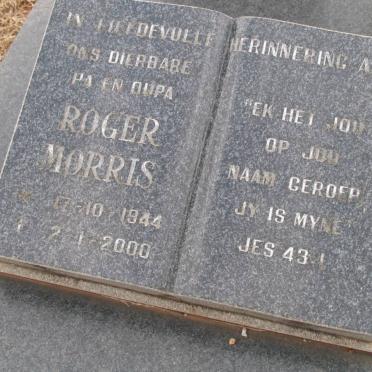 IN LIEFDEVOLLE HERINNERING A
ONS DIERBARE
PA EN OUPA
ROGER
MORRIS
* 17-10-1944
† 2-1-2000
"EK HET JOU
OP JOU
NAAM GEROEP
JY IS MYNE
JES 43:1